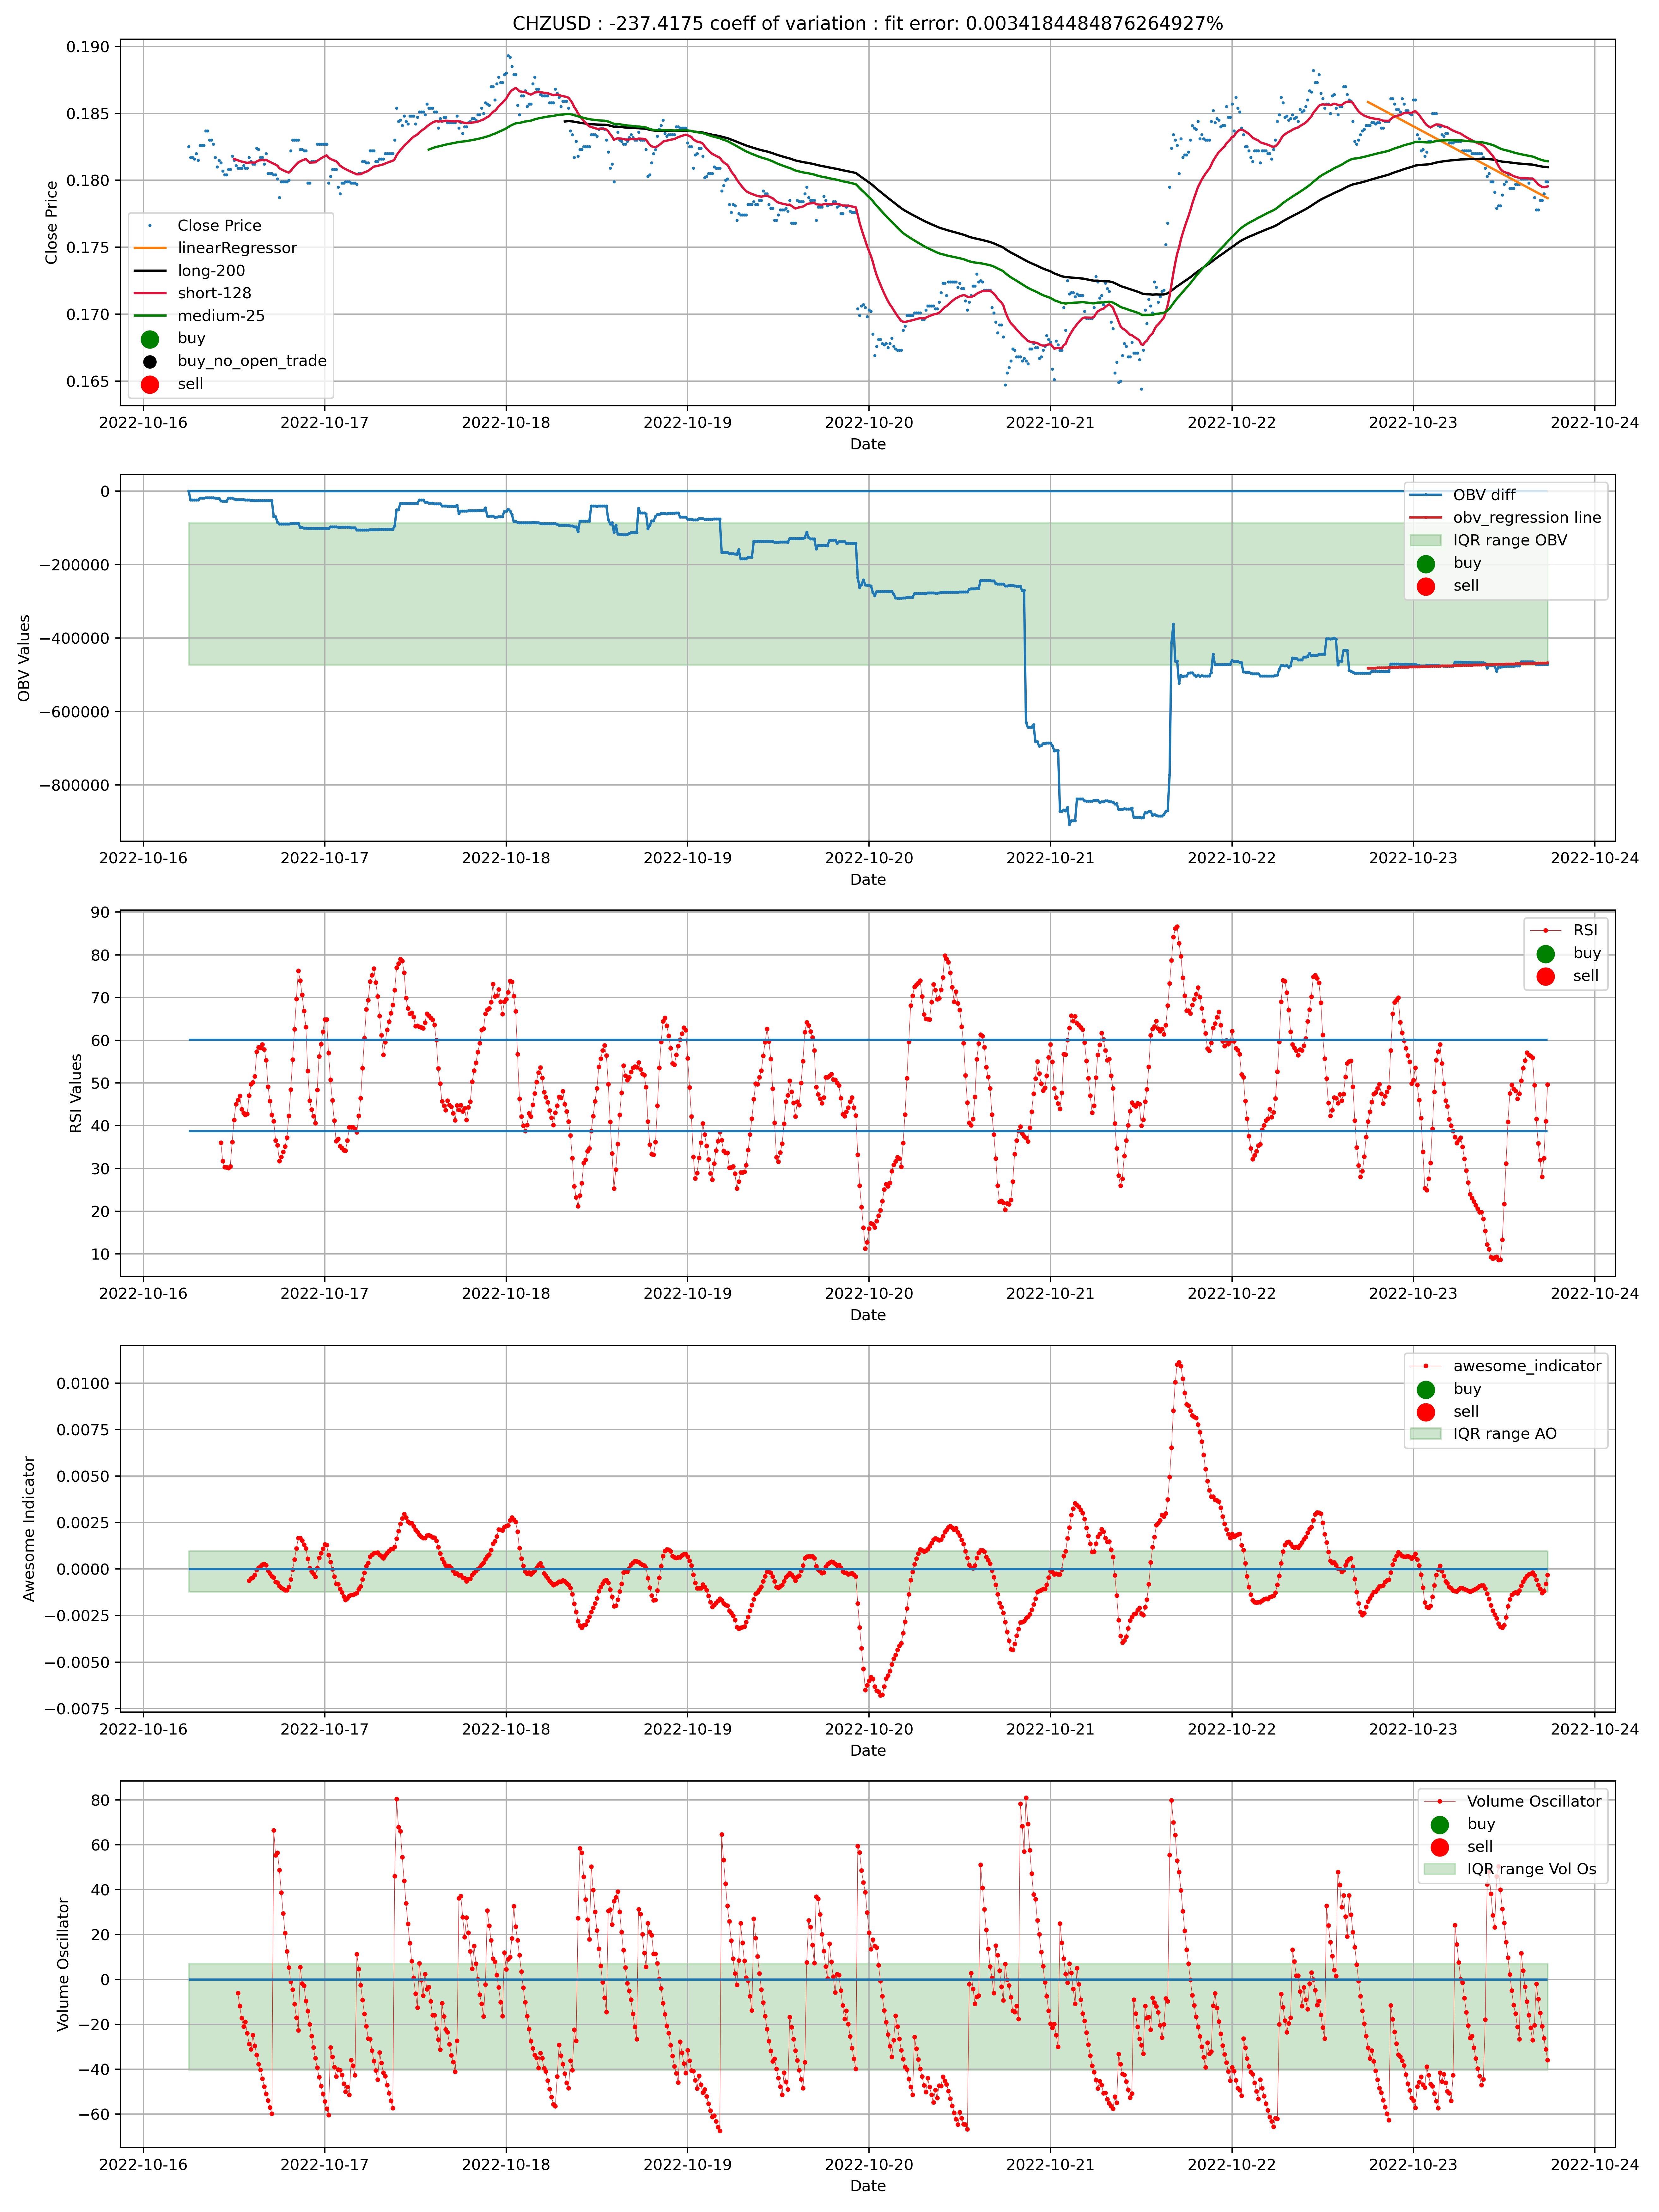 CHZUSD : -237.4175 coeff of variation : fit error: 0.0034184484876264927%
0.190
0.185
0.180
0.175
0.170
0.165
Close Price
Close Price
linearRegressor
long-200
short-128
medium-25
buy
buy_no_open_trade
sell
2022-10-16 2022-10-17 2022-10-18 2022-10-19 2022-10-20 2022-10-21 2022-10-22 2022-10-23 2022-10-24
Date
0
−200000
−400000
−600000
−800000
OBV Values
OBV diff
obv_regression line
IQR range OBV
buy
sell
2022-10-16 2022-10-17 2022-10-18 2022-10-19 2022-10-20 2022-10-21 2022-10-22 2022-10-23 2022-10-24
Date
90
80
70
60
50
40
30
20
10
RSI Values
RSI
buy
sell
2022-10-16 2022-10-17 2022-10-18 2022-10-19 2022-10-20 2022-10-21 2022-10-22 2022-10-23 2022-10-24
Date
0.0100
0.0075
0.0050
0.0025
0.0000
−0.0025
−0.0050
−0.0075
Awesome Indicator
awesome_indicator
buy
sell
IQR range AO
2022-10-16 2022-10-17 2022-10-18 2022-10-19 2022-10-20 2022-10-21 2022-10-22 2022-10-23 2022-10-24
Date
80
60
40
20
0
−20
−40
−60
Volume Oscillator
Volume Oscillator
buy
sell
IQR range Vol Os
2022-10-16 2022-10-17 2022-10-18 2022-10-19 2022-10-20 2022-10-21 2022-10-22 2022-10-23 2022-10-24
Date